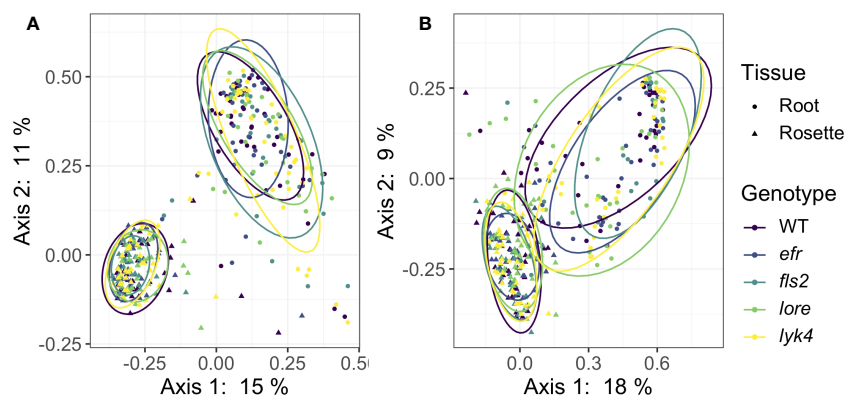 A
0.50
0.25
0.00
-0.25
Axis 2: 11 %
-0.25 0.00 0.25 0.50
Axis 1: 15 %
B
0.25
0.00
-0.25
Axis 2: 9 %
0.0 0.3 0.6
Axis 1: 18 %
Tissue
Root
Rosette
Genotype
WT
efr
fls2
lore
lyk4